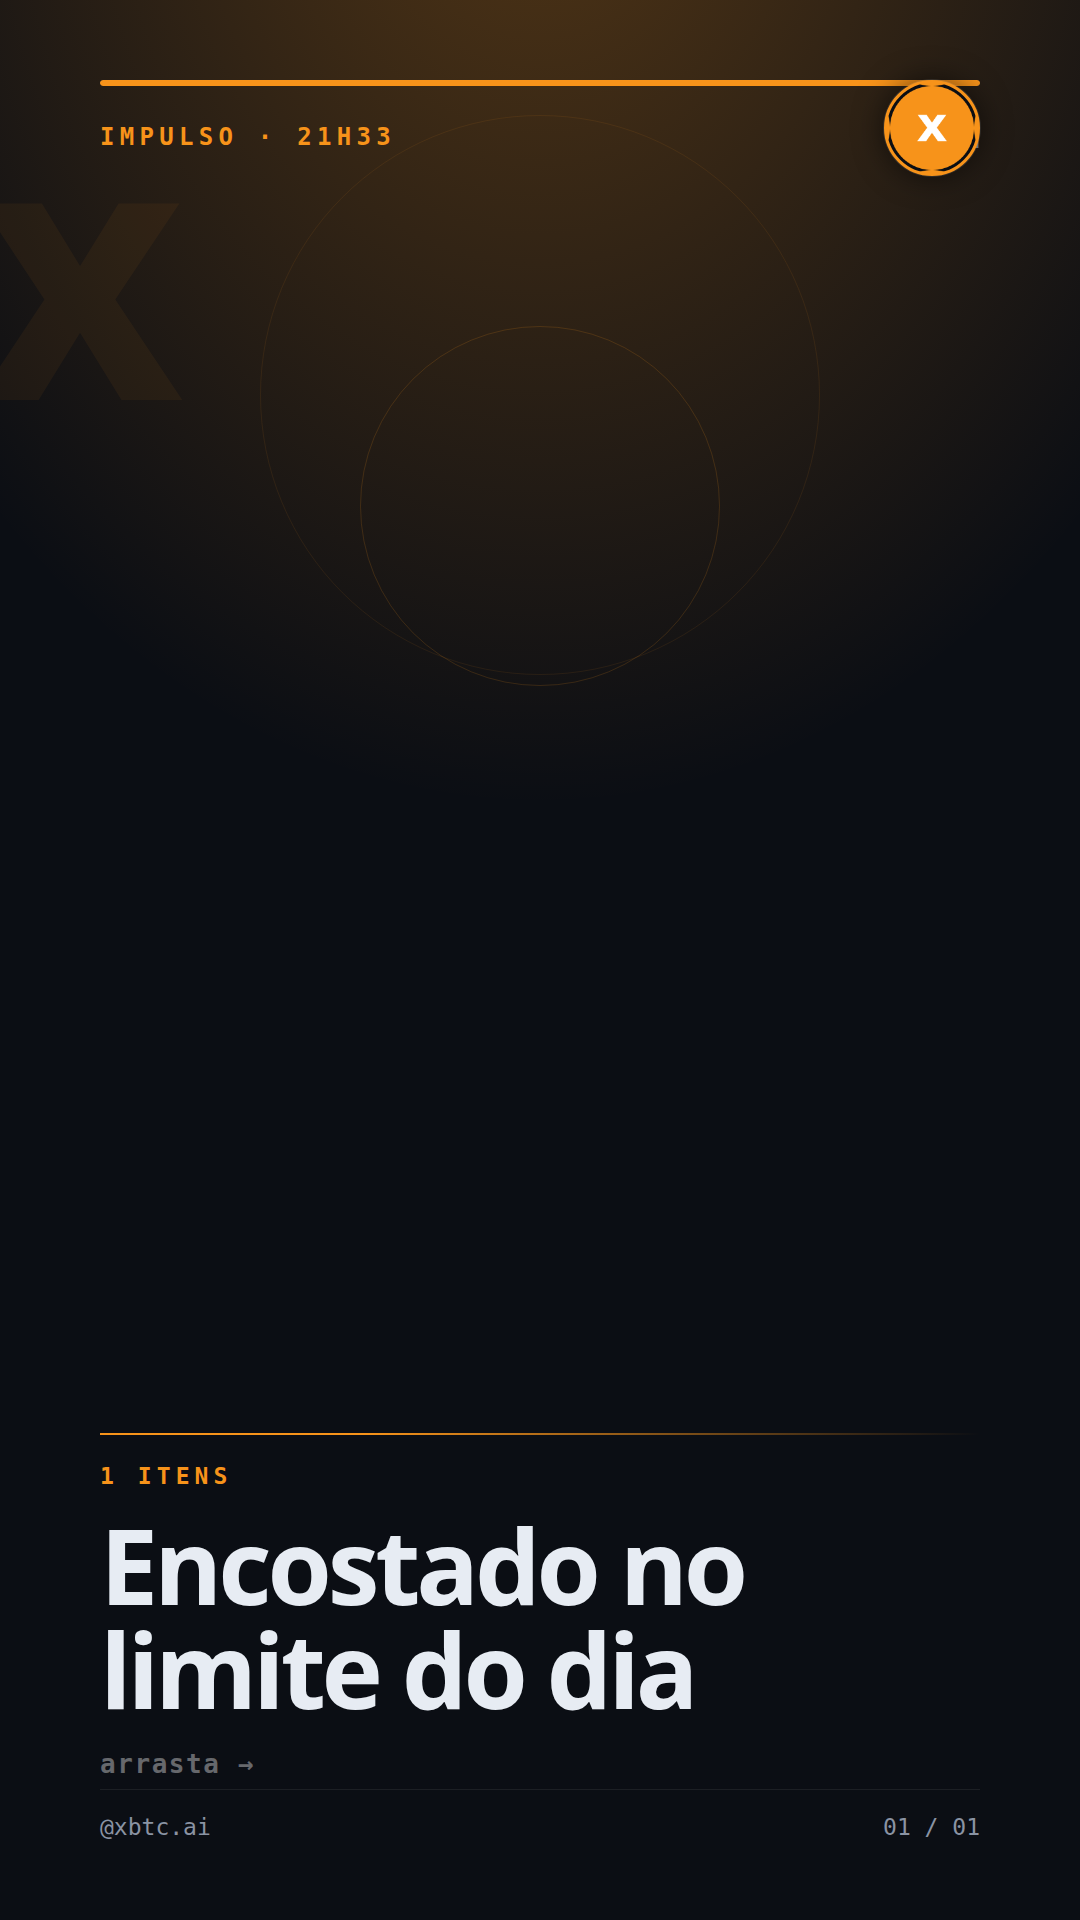 IMPULSO · 21H33
X
X
1 ITENS
Encostado no
limite do dia
arrasta →
@xbtc.ai
01 / 01